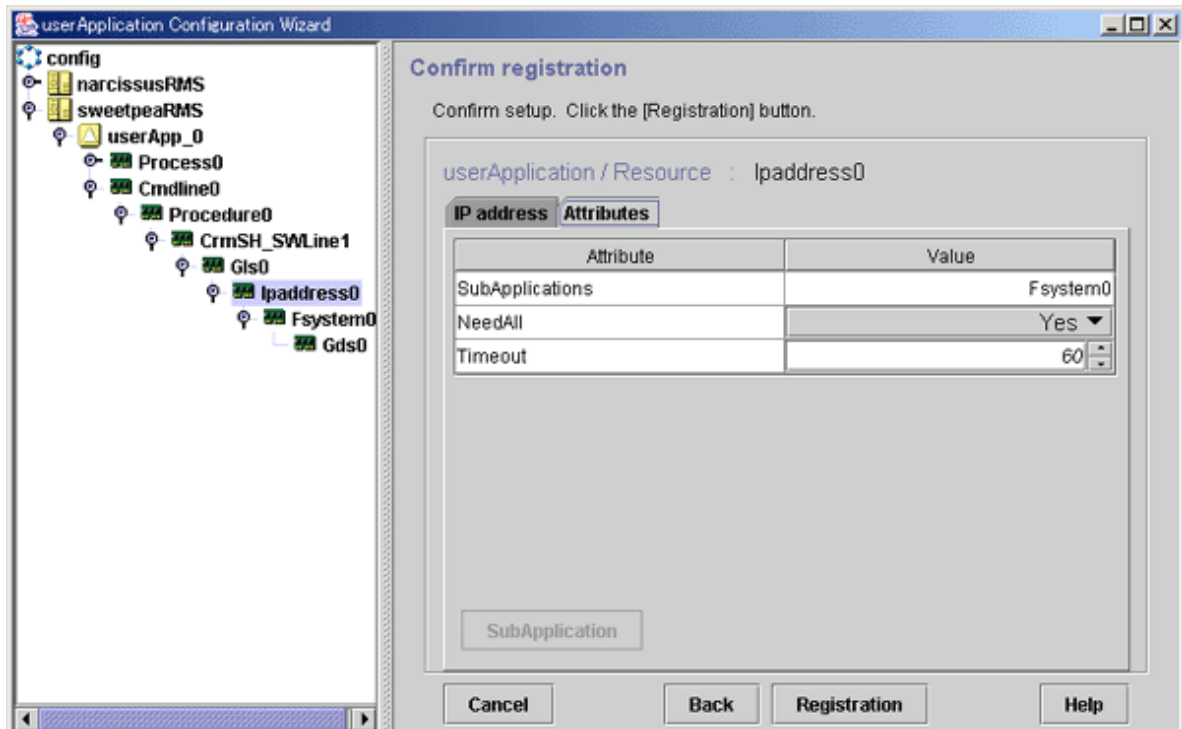 userApplication Configuration Wizard
config
narcissusRMS
sweetpeaRMS
userApp_0
Process0
Cmdline0
Procedure0
CrmSH_SWLine1
Gls0
Ipaddress0
Fsystem0
Gds0
Confirm registration
Confirm setup. Click the [Registration] button.
userApplication / Resource : Ipaddress0
IP address Attributes
Attribute Value
SubApplications Fsystem0
NeedAll Yes
Timeout 60
SubApplication
Cancel Back Registration Help